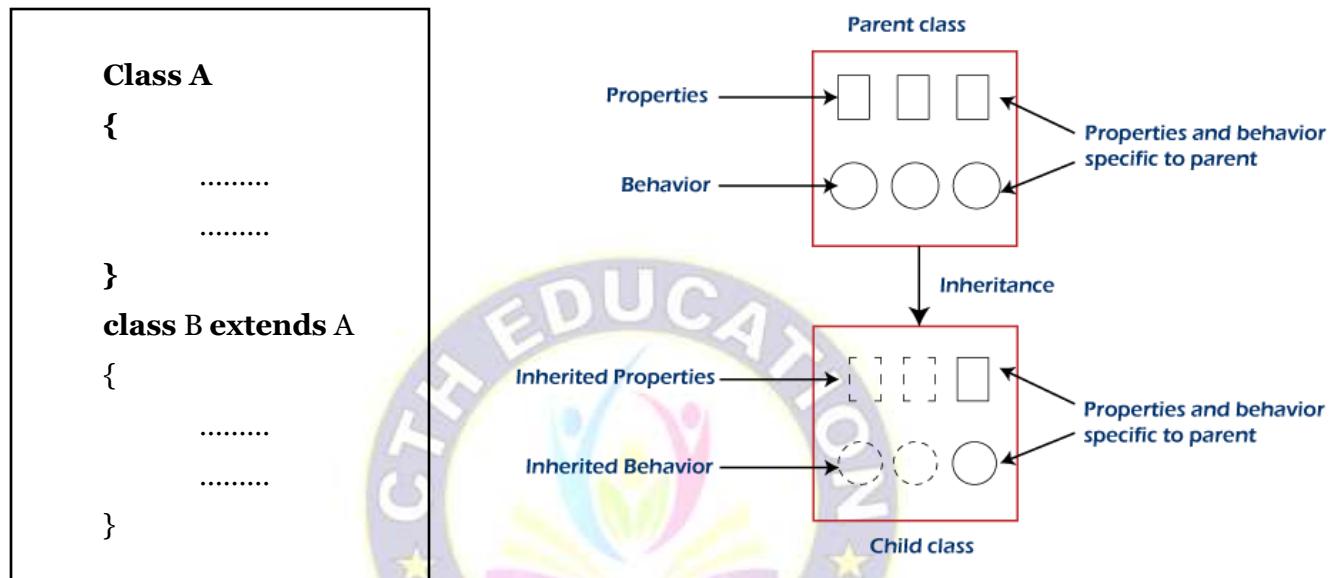 Class A
{
.........
.........
}
class B extends A
{
.........
.........
}
Parent class
Properties
Behavior
Properties and behavior
specific to parent
Inheritance
Inherited Properties
Inherited Behavior
Properties and behavior
specific to parent
Child class
CTH EDUCATION